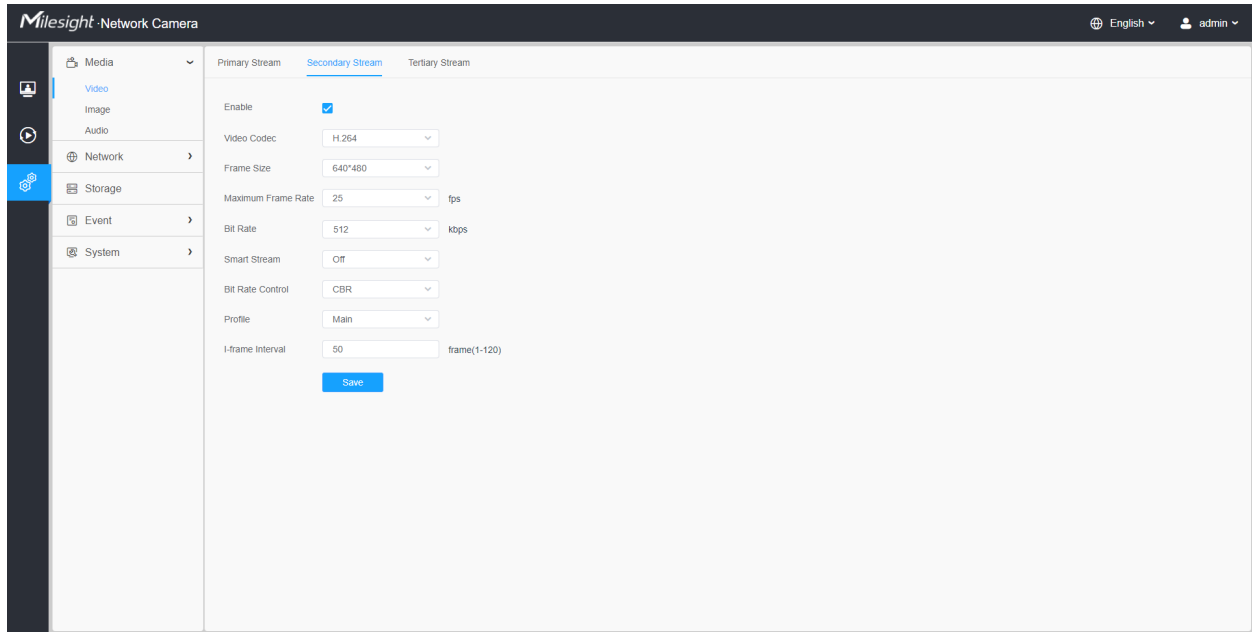 Milesight · Network Camera English admin
Media
Video
Image
Audio
Network
Storage
Event
System
Primary Stream Secondary Stream Tertiary Stream
Enable
Video Codec H.264
Frame Size 640*480
Maximum Frame Rate 25 fps
Bit Rate 512 kbps
Smart Stream Off
Bit Rate Control CBR
Profile Main
I-frame Interval 50 frame(1-120)
Save